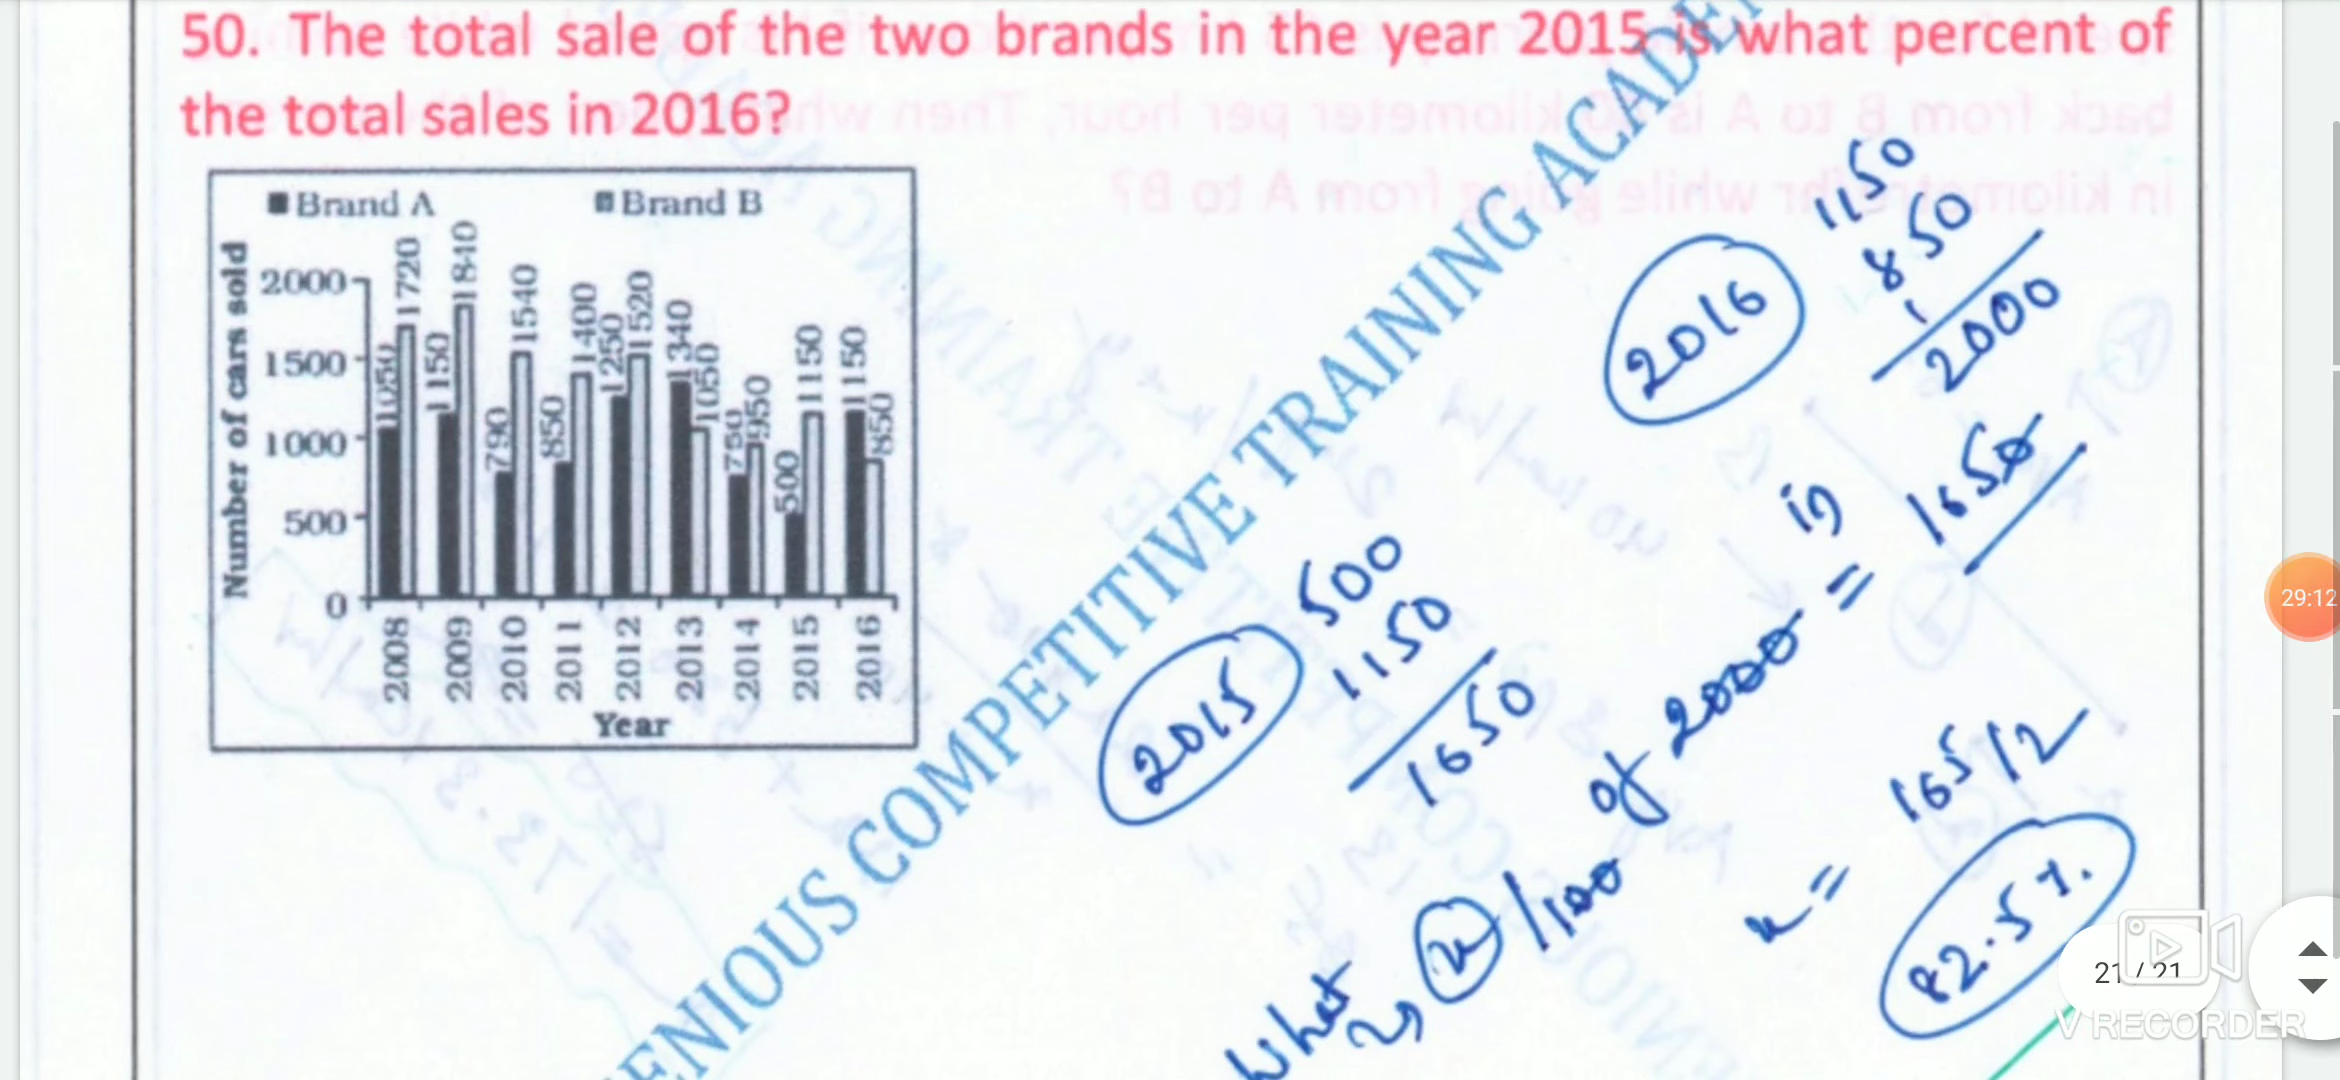 50. The total sale of the two brands in the year 2015 is what percent of
the total sales in 2016?
Brand A Brand B
Number of cars sold
2000
1500
1000
500
0
1050 1720 1150 1840 790 1540 850 1400 1250 1520 1340 1050 750 950 500 1150 1150 850
2008 2009 2010 2011 2012 2013 2014 2015 2016
Year
ENIOUS COMPETITIVE TRAINING ACADE
2016
1150
850
2000
2015
500
1150
1650
is
what % x/100 of 2000 = 1650
x = 165/2
82.5%
29:12
21 / 21
V RECORDER